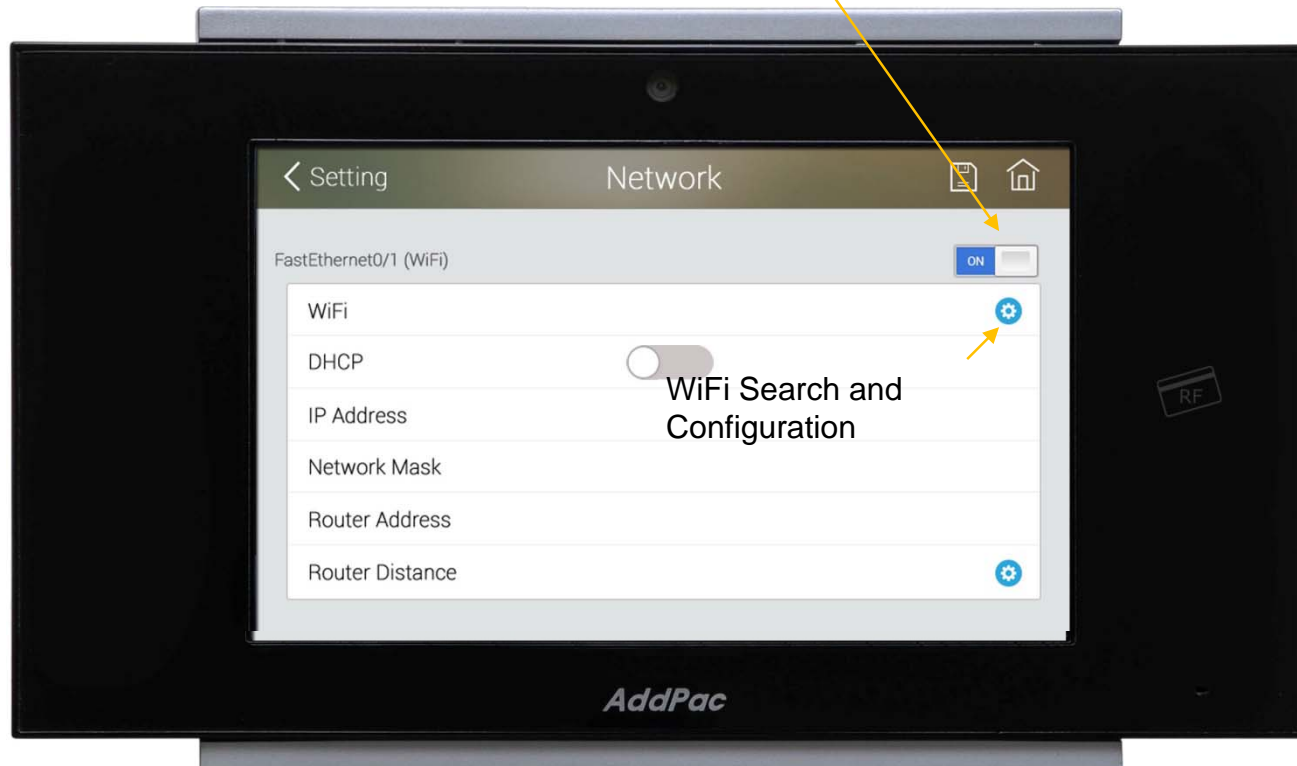 Setting Network
FastEthernet0/1 (WiFi) ON
WiFi
DHCP
WiFi Search and
Configuration
IP Address
Network Mask
Router Address
Router Distance
RF
AddPac